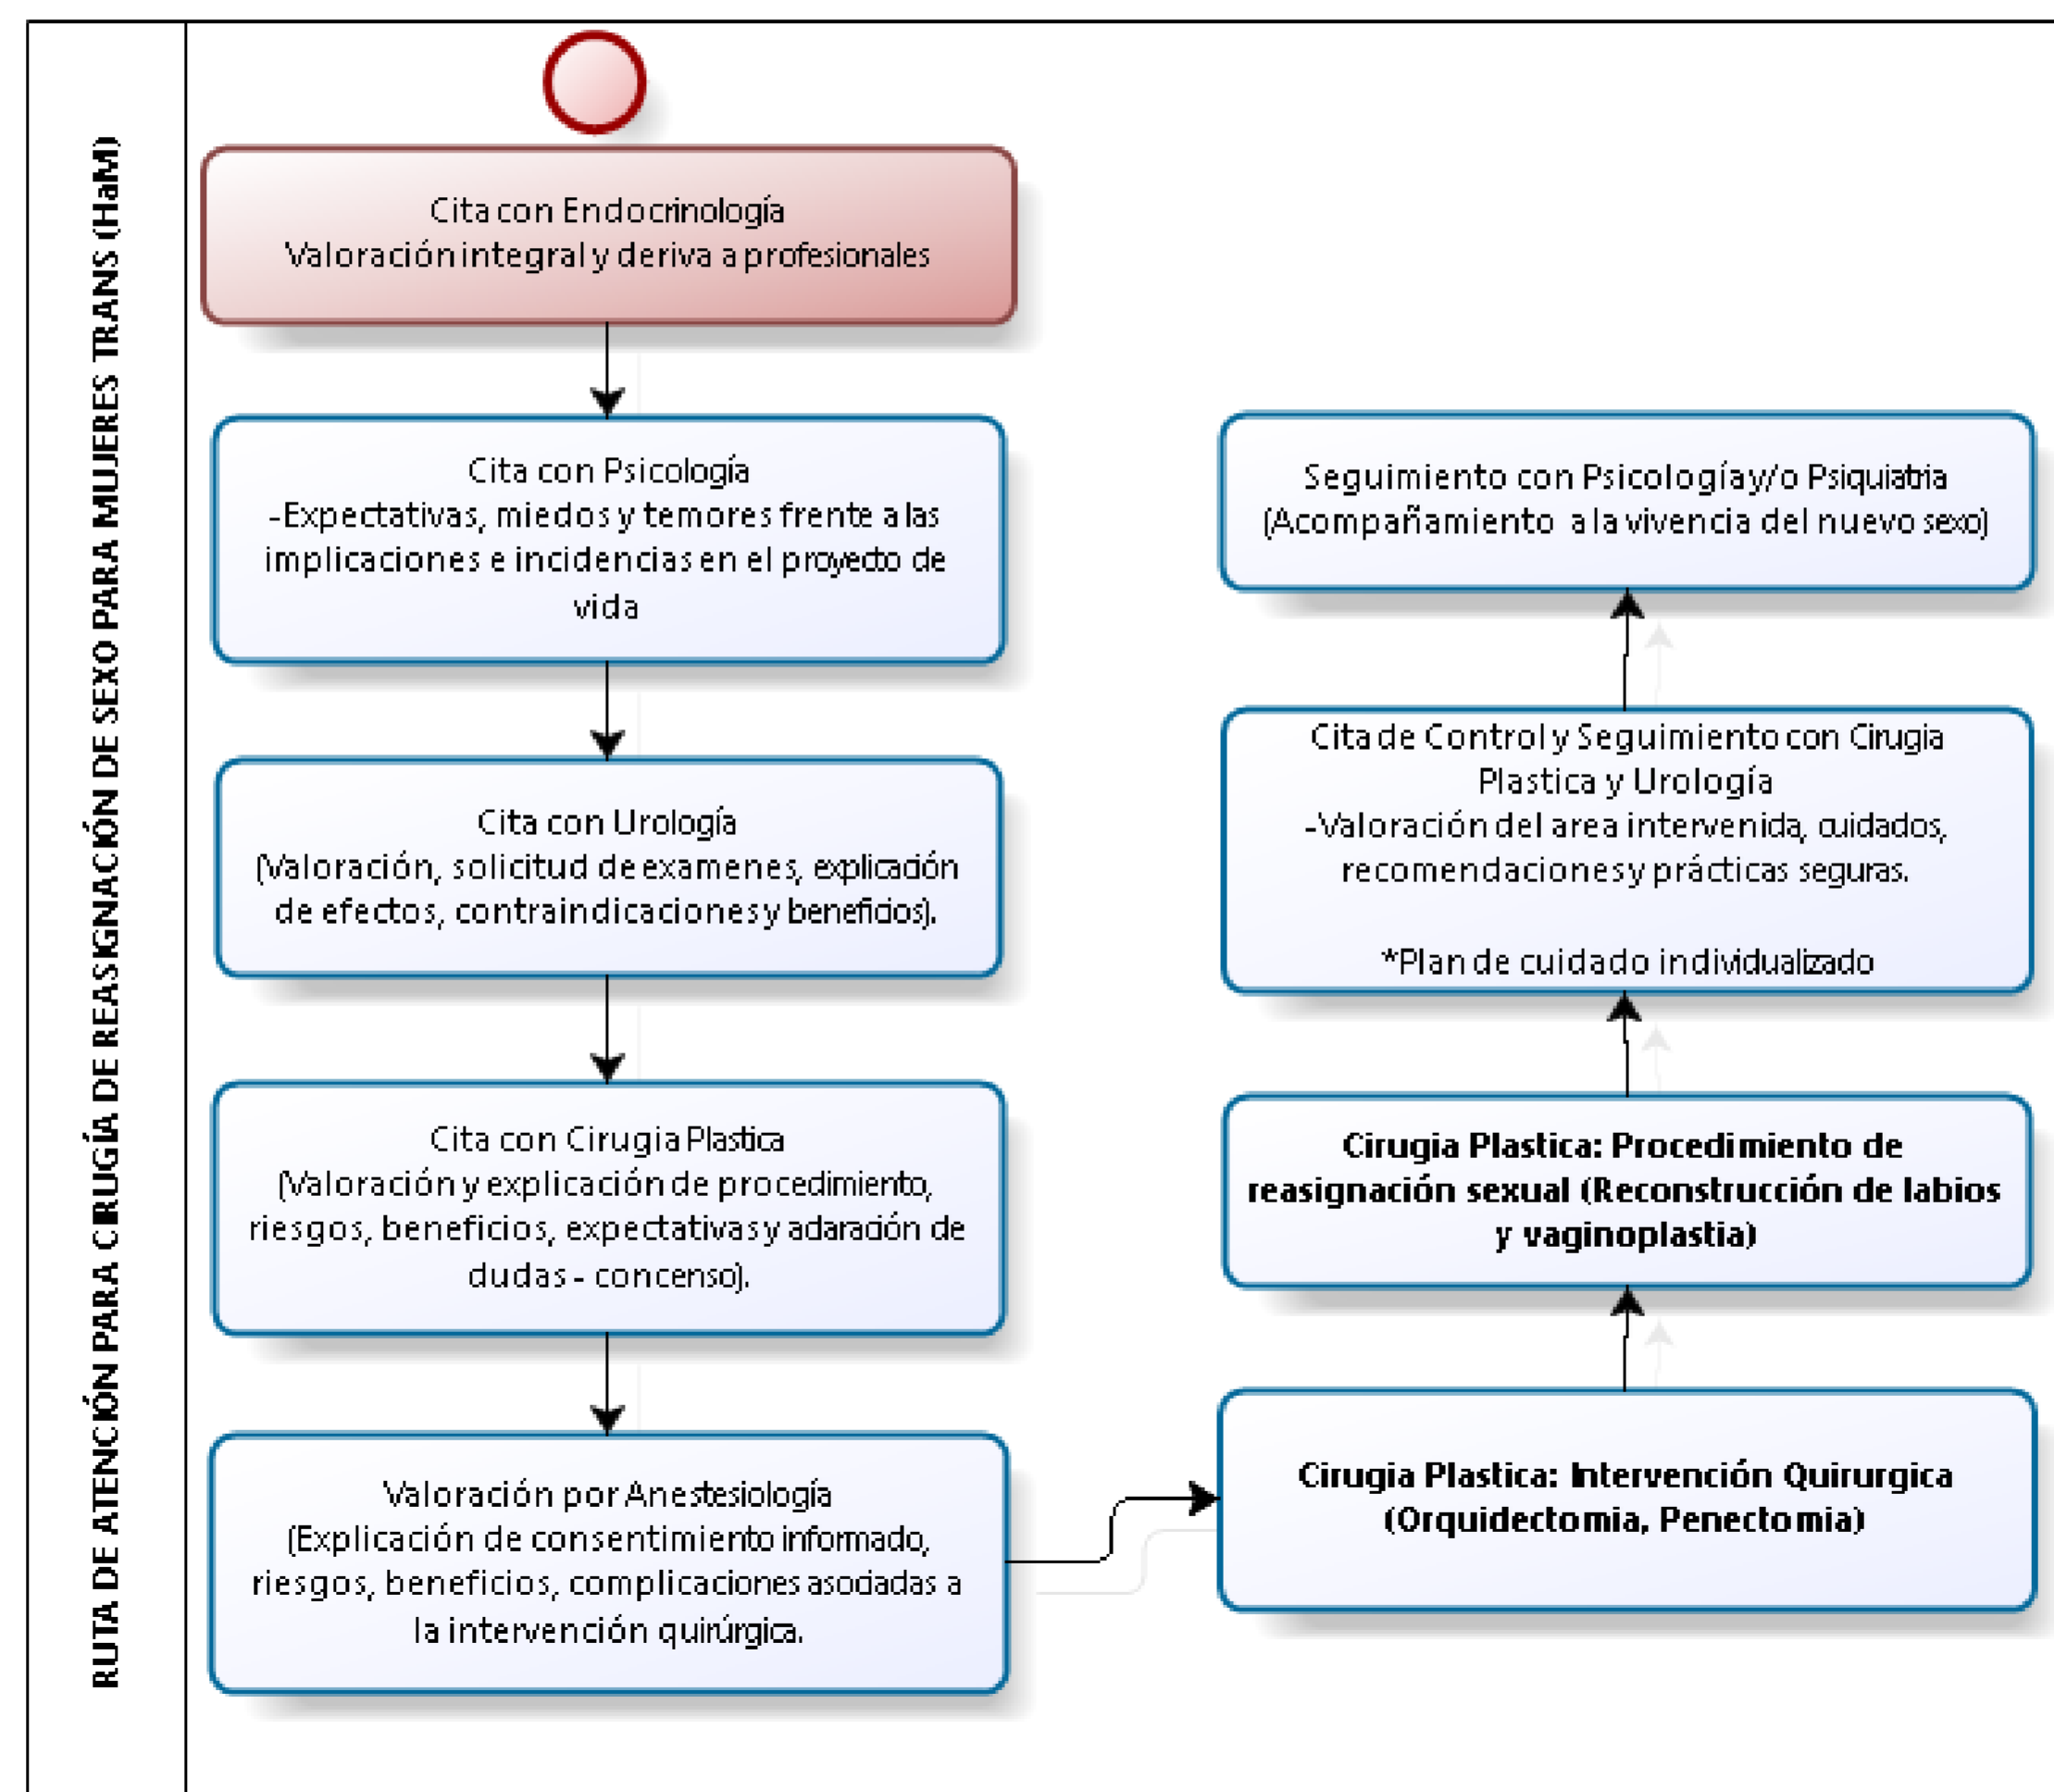 RUTA DE ATENCIÓN PARA CIRUGÍA DE REASIGNACIÓN DE SEXO PARA MUJERES TRANS (HaM)
Cita con Endocrinología
Valoración integral y deriva a profesionales
Cita con Psicología
-Expectativas, miedos y temores frente a las
implicaciones e incidencias en el proyecto de
vida
Cita con Urología
(Valoración, solicitud de examenes, explicación
de efectos, contraindicaciones y beneficios).
Cita con Cirugia Plastica
(Valoración y explicación de procedimiento,
riesgos, beneficios, expectativas y adaración de
dudas - concenso).
Valoración por Anestesiología
(Explicación de consentimiento informado,
riesgos, beneficios, complicaciones asociadas a
la intervención quirúrgica.
Cirugia Plastica: Intervención Quirurgica
(Orquidectomia, Penectomia)
Cirugia Plastica: Procedimiento de
reasignación sexual (Reconstrucción de labios
y vaginoplastia)
Cita de Control y Seguimiento con Cirugia
Plastica y Urología
-Valoración del area intervenida, cuidados,
recomendaciones y prácticas seguras.
*Plan de cuidado individualizado
Seguimiento con Psicología y/o Psiquiatria
(Acompañamiento a la vivencia del nuevo sexo)